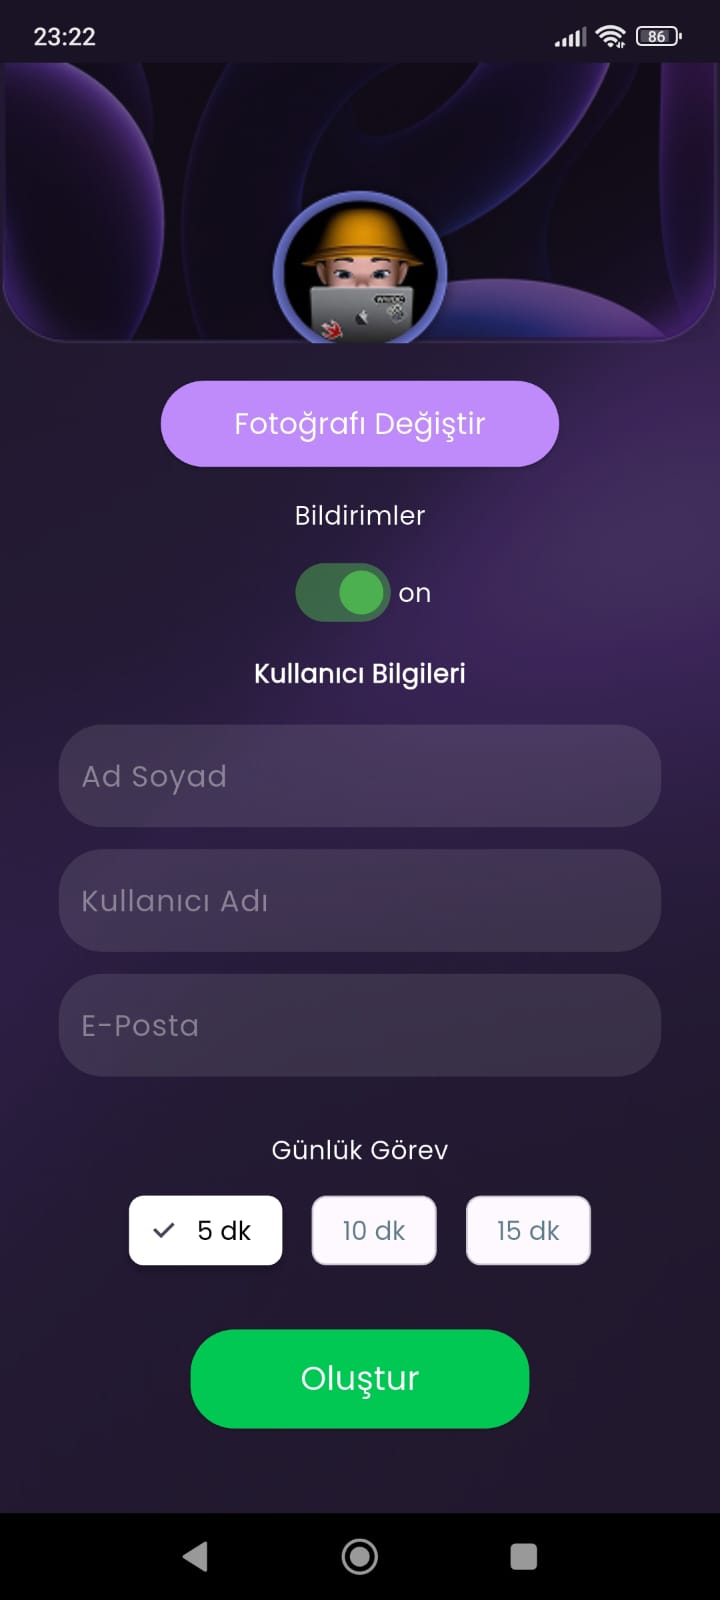 23:22
86
Fotoğrafı Değiştir
Bildirimler
on
Kullanıcı Bilgileri
Ad Soyad
Kullanıcı Adı
E-Posta
Günlük Görev
5 dk
10 dk
15 dk
Oluştur